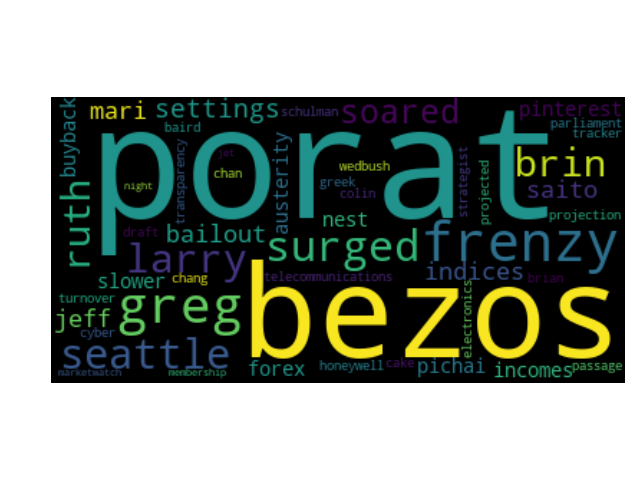 mari
settings
schulman
soared
pinterest
parliament
tracker
buyback
baird
porat
transparency
jet
chan
night
austerity
wedbush
greek
colin
strategist
projected
brin
saito
projection
ruth
draft
bailout
nest
surged
frenzy
larry
indices
slower
chang
telecommunications
brian
turnover
jeff
greg
bezos
electronics
cyber
seattle
marketwatch
membership
forex
honeywell
cake
pichai
incomes
passage